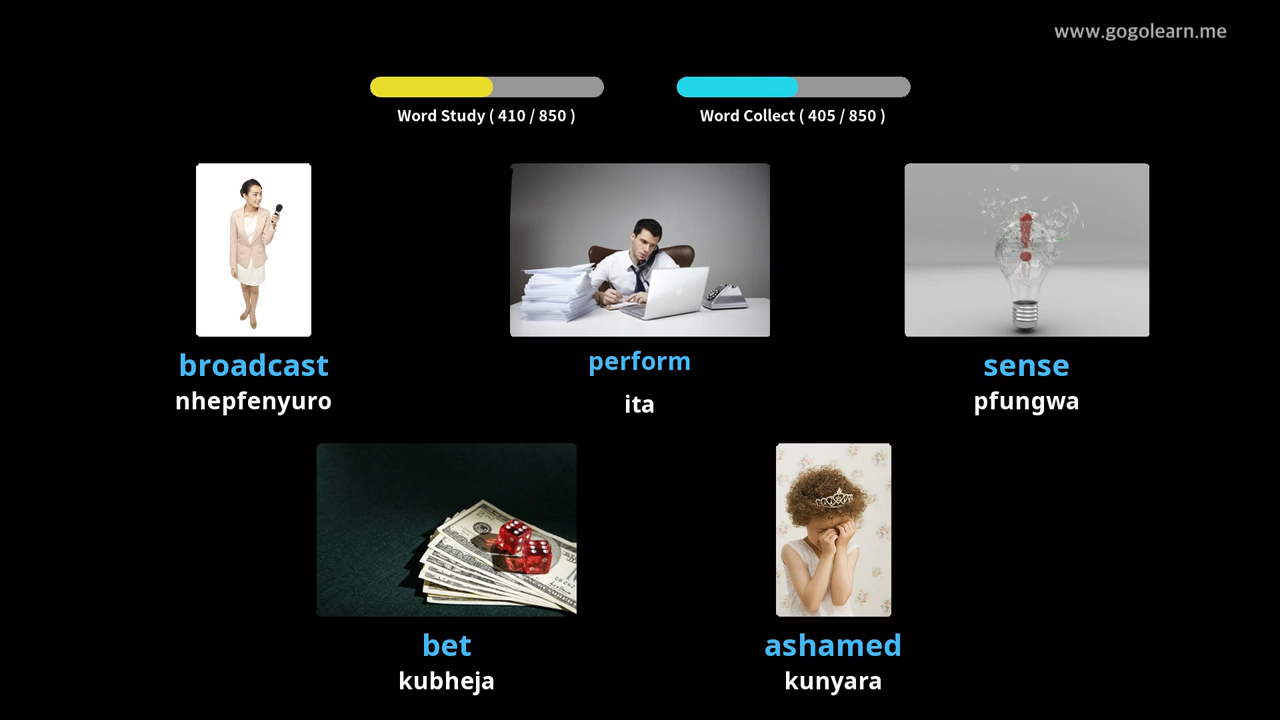 www.gogolearn.me
Word Study ( 410 / 850 )
Word Collect ( 405 / 850 )
broadcast
nhepfenyuro
perform
ita
sense
pfungwa
bet
kubheja
ashamed
kunyara